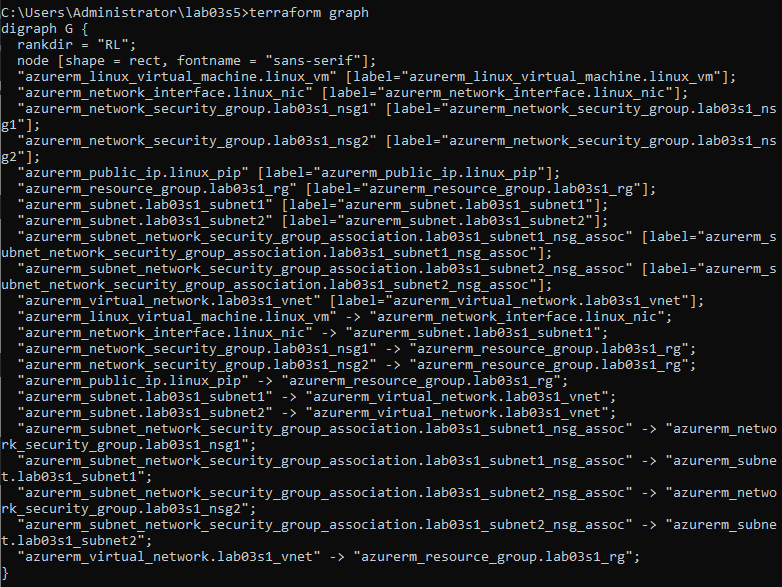 C:\Users\Administrator\lab03s5>terraform graph
digraph G {
  rankdir = "RL";
  node [shape = rect, fontname = "sans-serif"];
  "azurerm_linux_virtual_machine.linux_vm" [label="azurerm_linux_virtual_machine.linux_vm"];
  "azurerm_network_interface.linux_nic" [label="azurerm_network_interface.linux_nic"];
  "azurerm_network_security_group.lab03s1_nsg1" [label="azurerm_network_security_group.lab03s1_ns
g1"];
  "azurerm_network_security_group.lab03s1_nsg2" [label="azurerm_network_security_group.lab03s1_ns
g2"];
  "azurerm_public_ip.linux_pip" [label="azurerm_public_ip.linux_pip"];
  "azurerm_resource_group.lab03s1_rg" [label="azurerm_resource_group.lab03s1_rg"];
  "azurerm_subnet.lab03s1_subnet1" [label="azurerm_subnet.lab03s1_subnet1"];
  "azurerm_subnet.lab03s1_subnet2" [label="azurerm_subnet.lab03s1_subnet2"];
  "azurerm_subnet_network_security_group_association.lab03s1_subnet1_nsg_assoc" [label="azurerm_s
ubnet_network_security_group_association.lab03s1_subnet1_nsg_assoc"];
  "azurerm_subnet_network_security_group_association.lab03s1_subnet2_nsg_assoc" [label="azurerm_s
ubnet_network_security_group_association.lab03s1_subnet2_nsg_assoc"];
  "azurerm_virtual_network.lab03s1_vnet" [label="azurerm_virtual_network.lab03s1_vnet"];
  "azurerm_linux_virtual_machine.linux_vm" -> "azurerm_network_interface.linux_nic";
  "azurerm_network_interface.linux_nic" -> "azurerm_subnet.lab03s1_subnet1";
  "azurerm_network_security_group.lab03s1_nsg1" -> "azurerm_resource_group.lab03s1_rg";
  "azurerm_network_security_group.lab03s1_nsg2" -> "azurerm_resource_group.lab03s1_rg";
  "azurerm_public_ip.linux_pip" -> "azurerm_resource_group.lab03s1_rg";
  "azurerm_subnet.lab03s1_subnet1" -> "azurerm_virtual_network.lab03s1_vnet";
  "azurerm_subnet.lab03s1_subnet2" -> "azurerm_virtual_network.lab03s1_vnet";
  "azurerm_subnet_network_security_group_association.lab03s1_subnet1_nsg_assoc" -> "azurerm_netwo
rk_security_group.lab03s1_nsg1";
  "azurerm_subnet_network_security_group_association.lab03s1_subnet1_nsg_assoc" -> "azurerm_subne
t.lab03s1_subnet1";
  "azurerm_subnet_network_security_group_association.lab03s1_subnet2_nsg_assoc" -> "azurerm_netwo
rk_security_group.lab03s1_nsg2";
  "azurerm_subnet_network_security_group_association.lab03s1_subnet2_nsg_assoc" -> "azurerm_subne
t.lab03s1_subnet2";
  "azurerm_virtual_network.lab03s1_vnet" -> "azurerm_resource_group.lab03s1_rg";
}